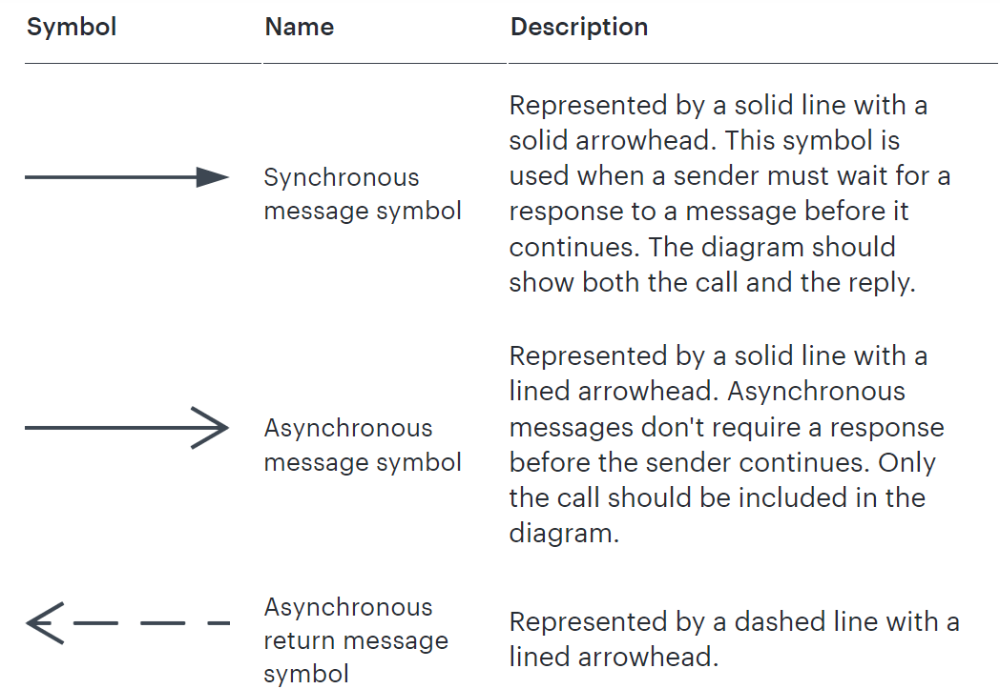 Symbol Name Description
Represented by a solid line with a
solid arrowhead. This symbol is
Synchronous
message symbol
used when a sender must wait for a
response to a message before it
continues. The diagram should
show both the call and the reply.
Represented by a solid line with a
lined arrowhead. Asynchronous
Asynchronous
message symbol
messages don't require a response
before the sender continues. Only
the call should be included in the
diagram.
Asynchronous
return message
symbol
Represented by a dashed line with a
lined arrowhead.